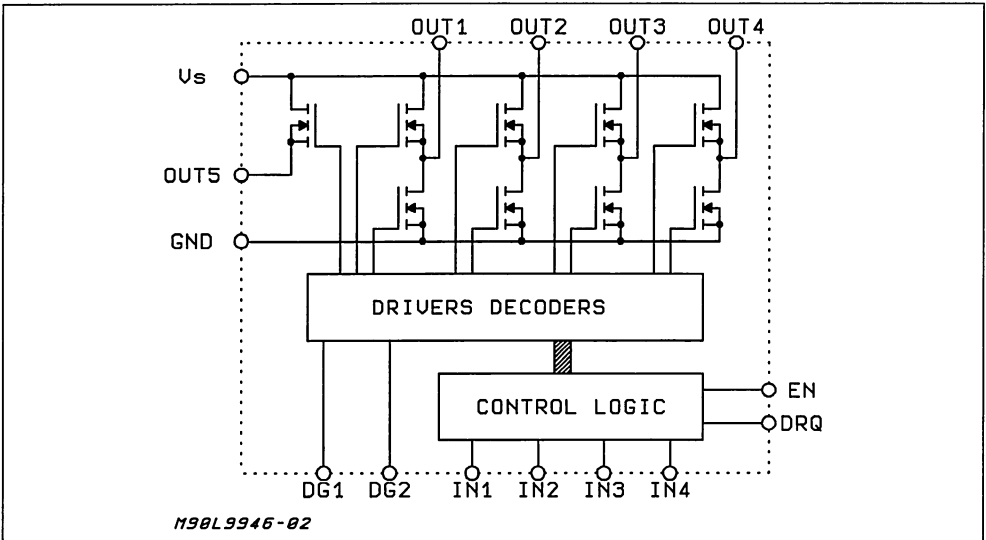 OUT1 OUT2 OUT3 OUT4
Vs
OUT5
GND
DRIVERS DECODERS
CONTROL LOGIC
EN
DRQ
DG1 DG2 IN1 IN2 IN3 IN4
M90L9946-02